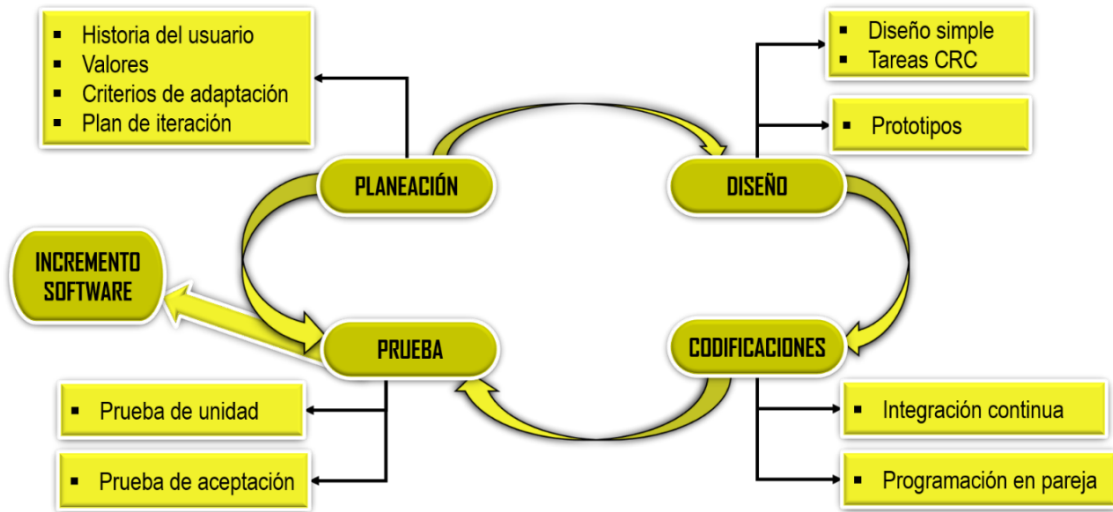 Historia del usuario
Valores
Criterios de adaptación
Plan de iteración
Diseño simple
Tareas CRC
Prototipos
PLANEACIÓN
DISEÑO
INCREMENTO
SOFTWARE
PRUEBA
CODIFICACIONES
Prueba de unidad
Prueba de aceptación
Integración continua
Programación en pareja